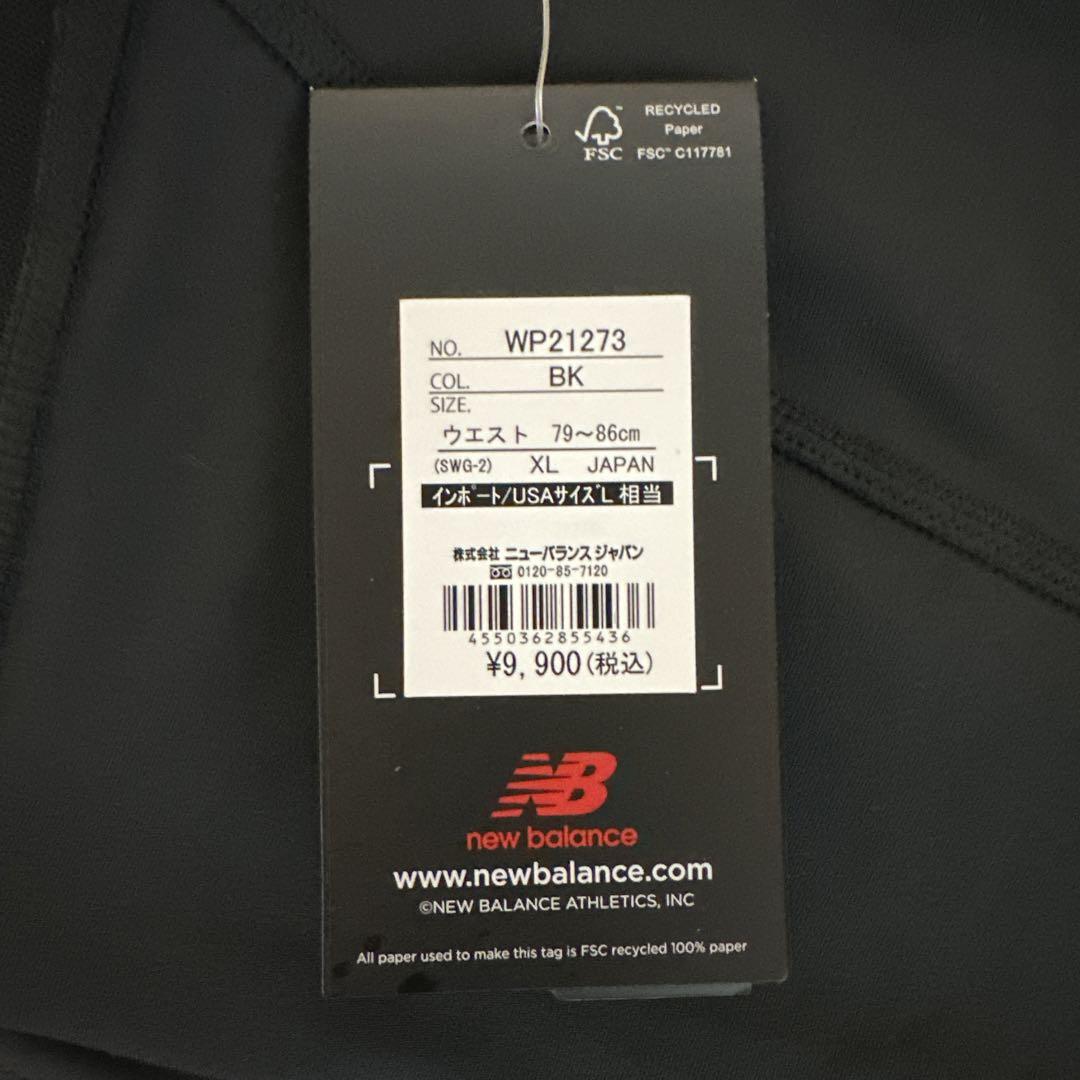 RECYCLED
Paper
FSC™ C117781
FSC
NO. WP21273
COL. BK
SIZE.
ウエスト 79～86cm
(SWG-2) XL JAPAN
インポート/USAサイズL 相当
株式会社 ニューバランス ジャパン
0120-85-7120
4550362855436
¥9,900(税込)
NB
new balance
www.newbalance.com
©NEW BALANCE ATHLETICS, INC
All paper used to make this tag is FSC recycled 100% paper